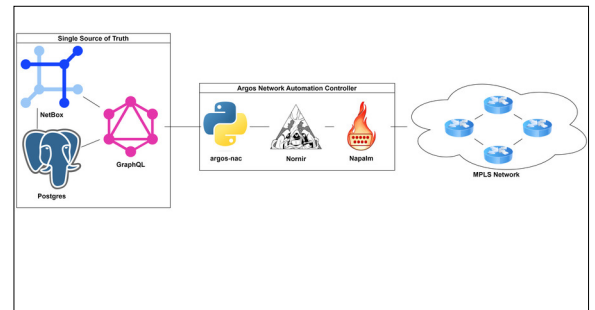 Single Source of Truth
NetBox
GraphQL
Postgres
Argos Network Automation Controller
argos-nac
Nornir
Napalm
MPLS Network